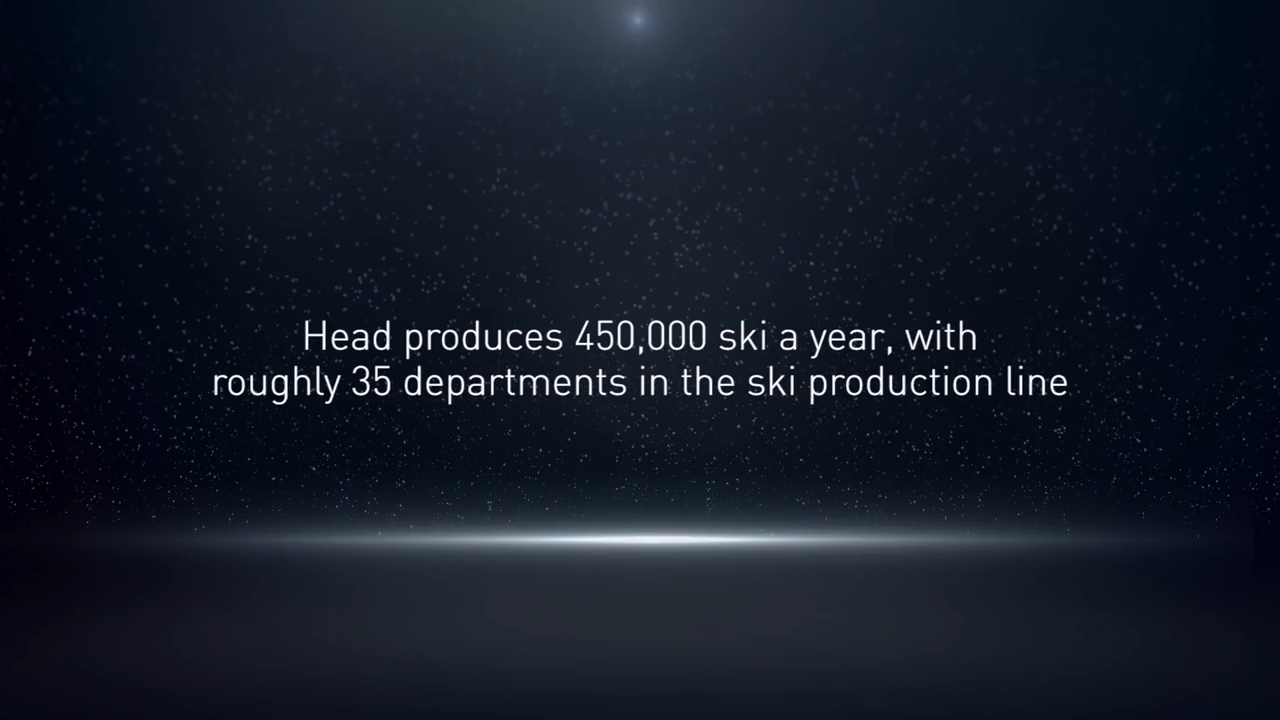 Head produces 450,000 ski a year, with
roughly 35 departments in the ski production line